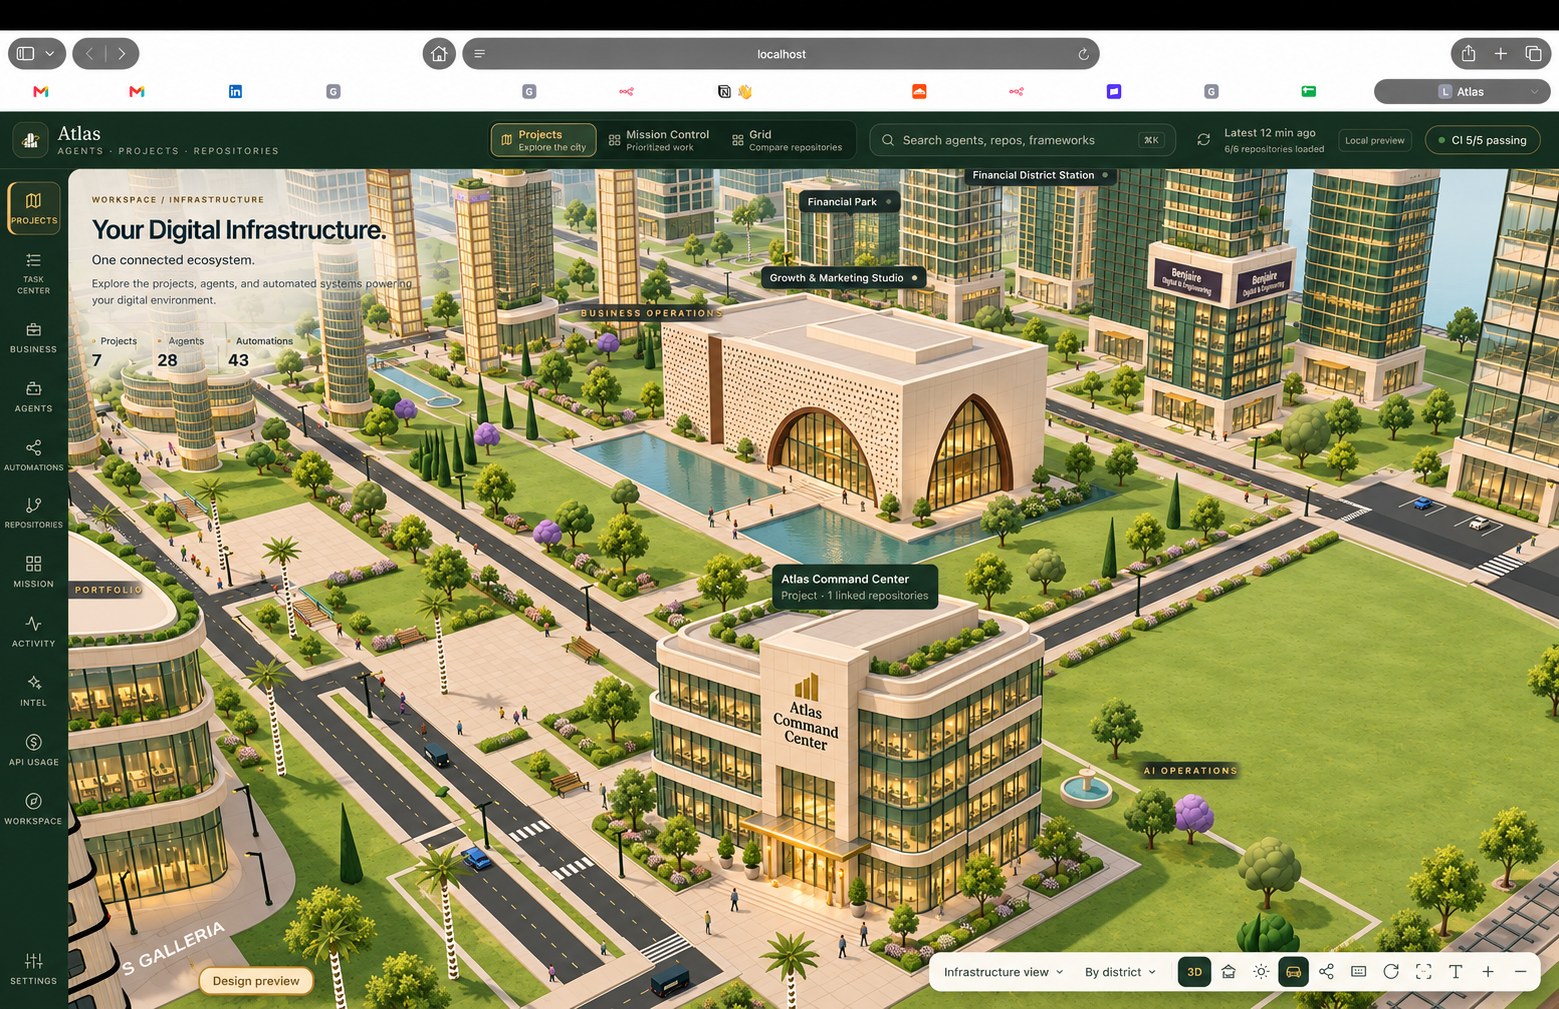 localhost
L Atlas
G
G
G
Atlas
AGENTS · PROJECTS · REPOSITORIES
Projects
Explore the city
Mission Control
Prioritized work
Grid
Compare repositories
Search agents, repos, frameworks
⌘K
Latest 12 min ago
6/6 repositories loaded
Local preview
CI 5/5 passing
PROJECTS
TASK
CENTER
BUSINESS
AGENTS
AUTOMATIONS
REPOSITORIES
MISSION
ACTIVITY
INTEL
API USAGE
WORKSPACE
SETTINGS
WORKSPACE / INFRASTRUCTURE
Your Digital Infrastructure.
One connected ecosystem.
Explore the projects, agents, and automated systems powering
your digital environment.
Projects
7
Agents
28
Automations
43
Financial District Station
Financial Park
Growth & Marketing Studio
BUSINESS OPERATIONS
Benjaire
Digital & Engineering
Benjaire
Digital & Engineering
PORTFOLIO
Atlas Command Center
Project · 1 linked repositories
Atlas
Command
Center
AI OPERATIONS
S GALLERIA
Design preview
Infrastructure view
By district
3D